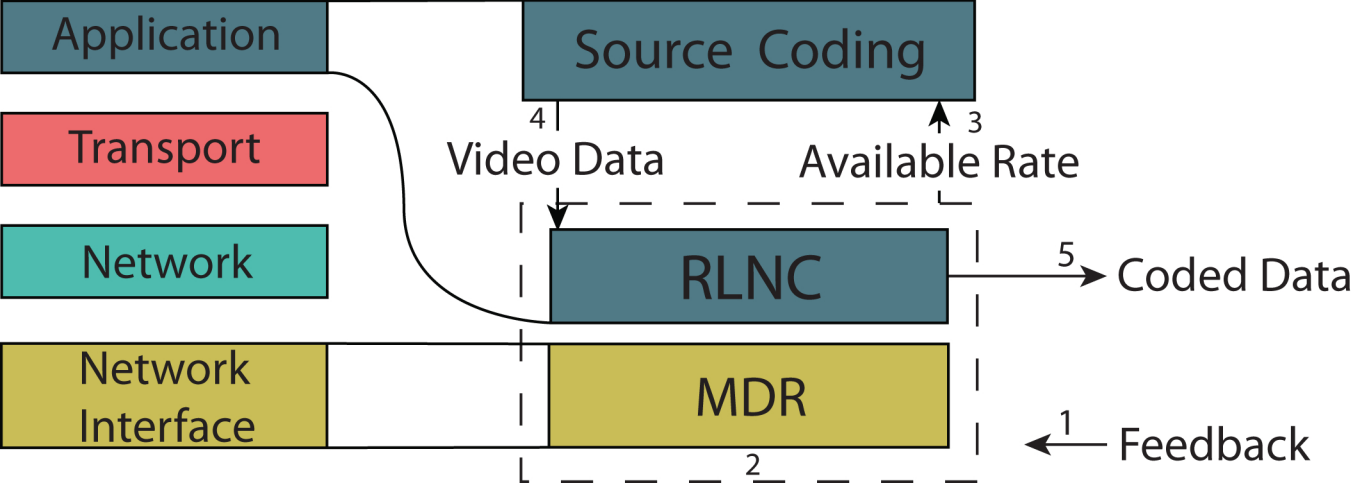 Application
Source Coding
4
3
Transport
Video Data
Available Rate
Network
RLNC
5
Coded Data
Network
Interface
MDR
1
Feedback
2